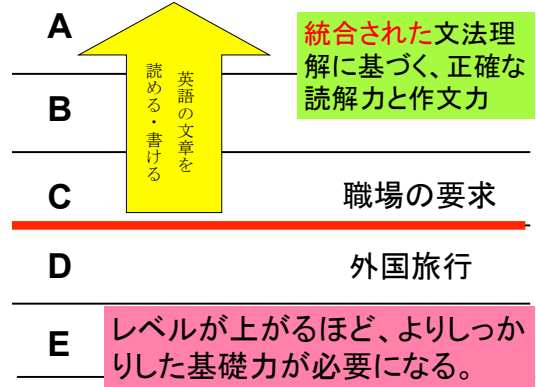 A
統合された文法理
解に基づく、正確な
読解力と作文力
英語の文章を
読める・書ける
B
C
職場の要求
D
外国旅行
E
レベルが上がるほど、よりしっか
りした基礎力が必要になる。